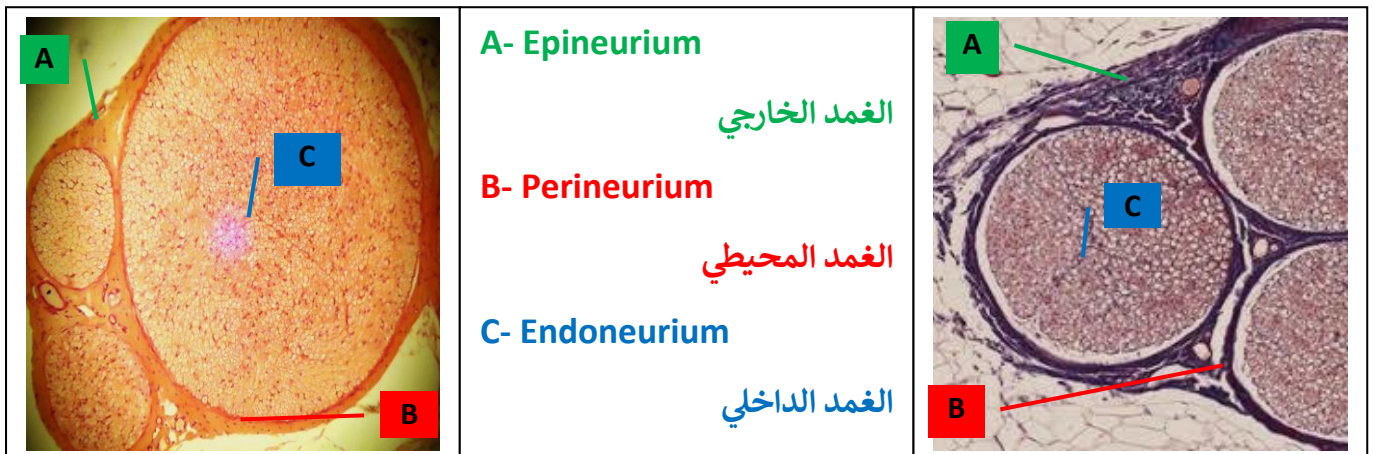 A
C
B
A- Epineurium
الغمد الخارجي
B- Perineurium
الغمد المحيطي
C- Endoneurium
الغمد الداخلي
A
C
B